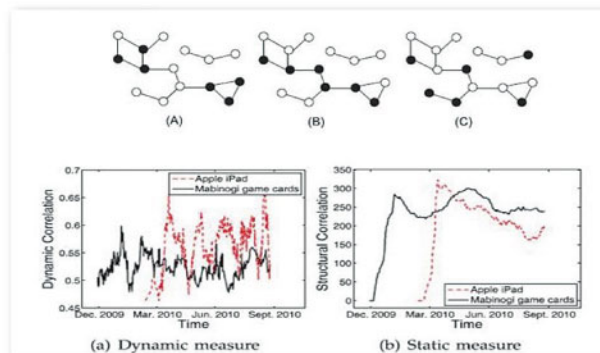 (A) (B) (C)
Dynamic Correlation
0.7
0.65
0.6
0.55
0.5
0.45
Apple iPad
Mabinogi game cards
Dec. 2009 Mar. 2010 Jun. 2010 Sept. 2010
Time
(a) Dynamic measure
Structural Correlation
350
300
250
200
150
100
50
0
Apple iPad
Mabinogi game cards
Dec. 2009 Mar. 2010 Jun. 2010 Sept. 2010
Time
(b) Static measure